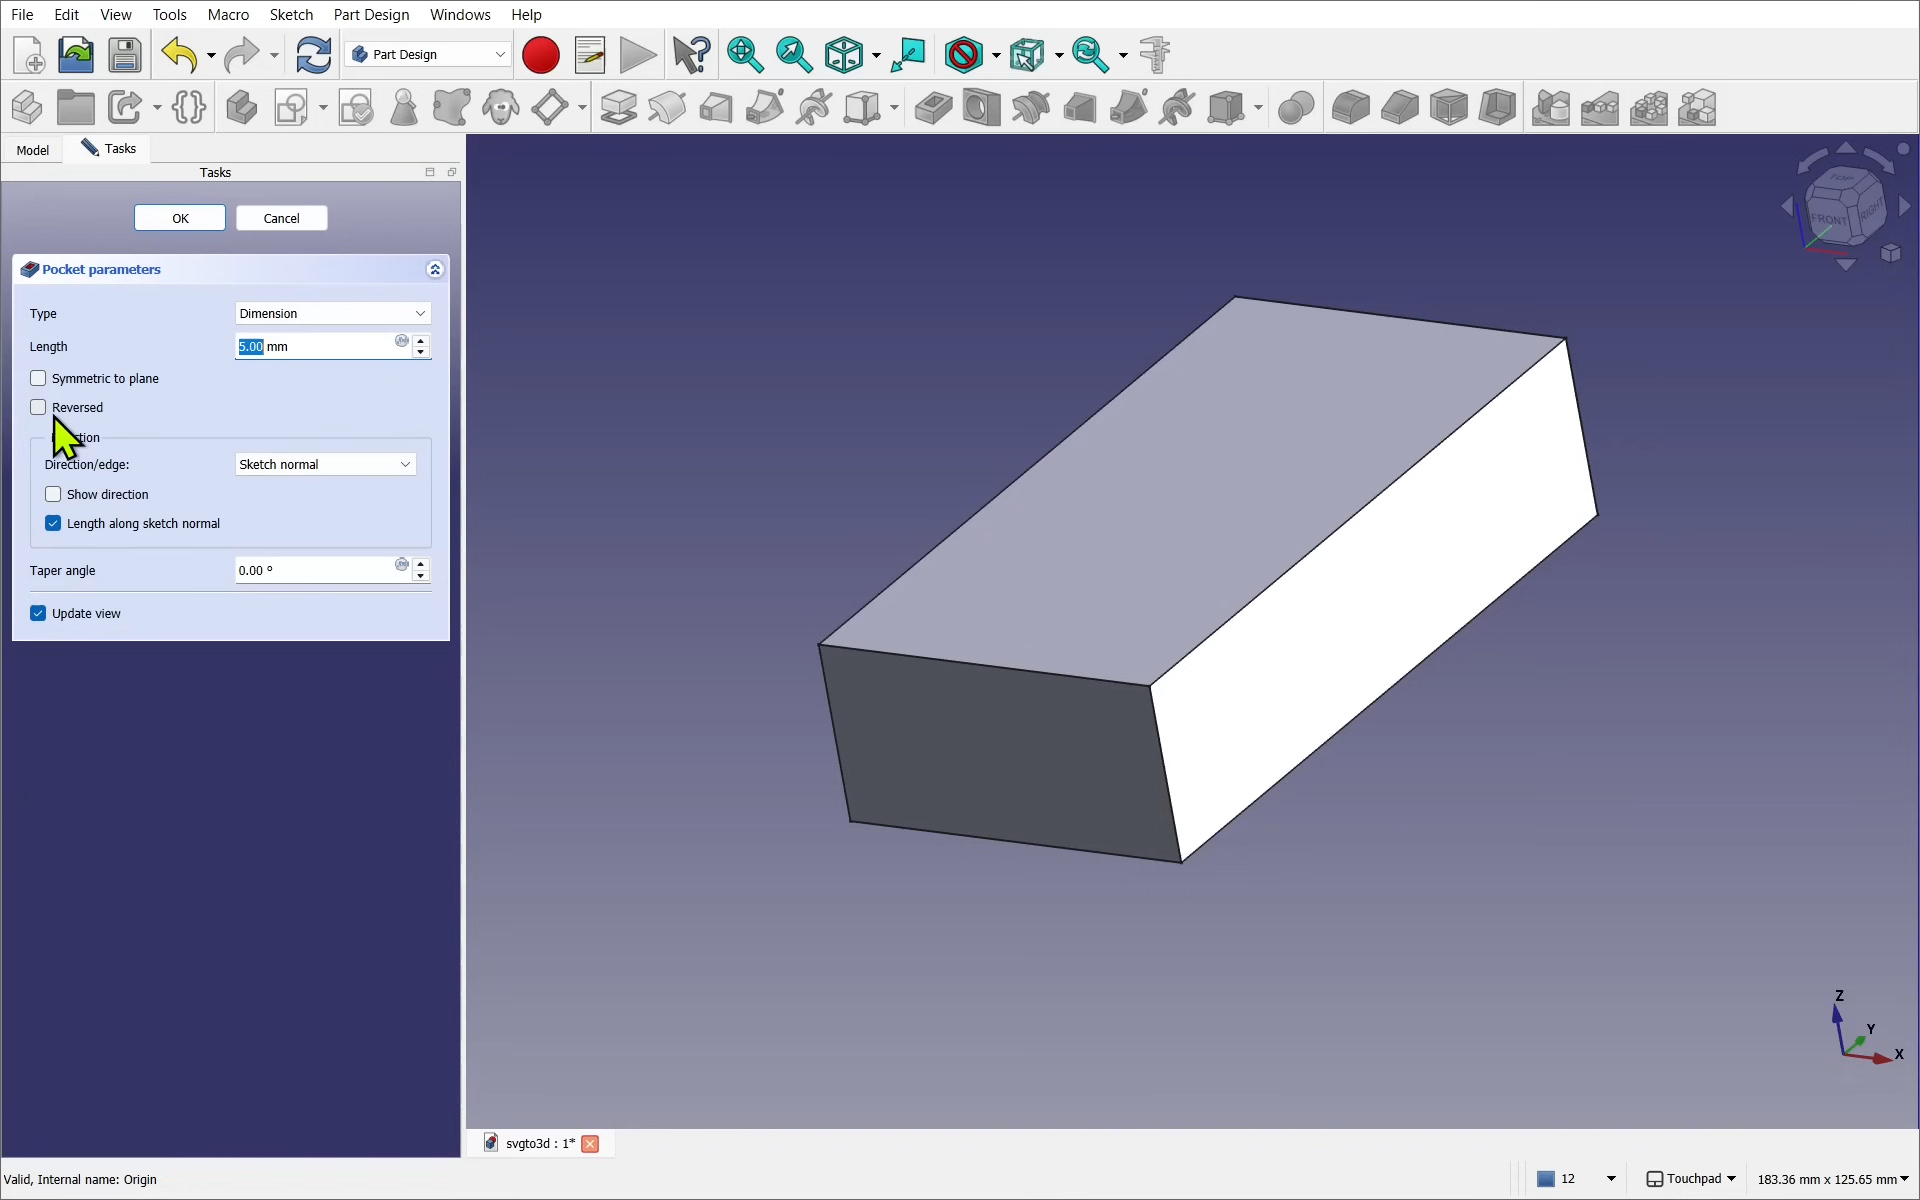 File Edit View Tools Macro Sketch Part Design Windows Help
Part Design
Model Tasks
Tasks
OK Cancel
Pocket parameters
Type Dimension
Length 5.00 mm
Symmetric to plane
Reversed
Direction/edge: Sketch normal
Show direction
Length along sketch normal
Taper angle 0.00 °
Update view
TOP
FRONT RIGHT
Z
Y
X
svgto3d : 1*
Valid, Internal name: Origin 12 Touchpad 183.36 mm x 125.65 mm